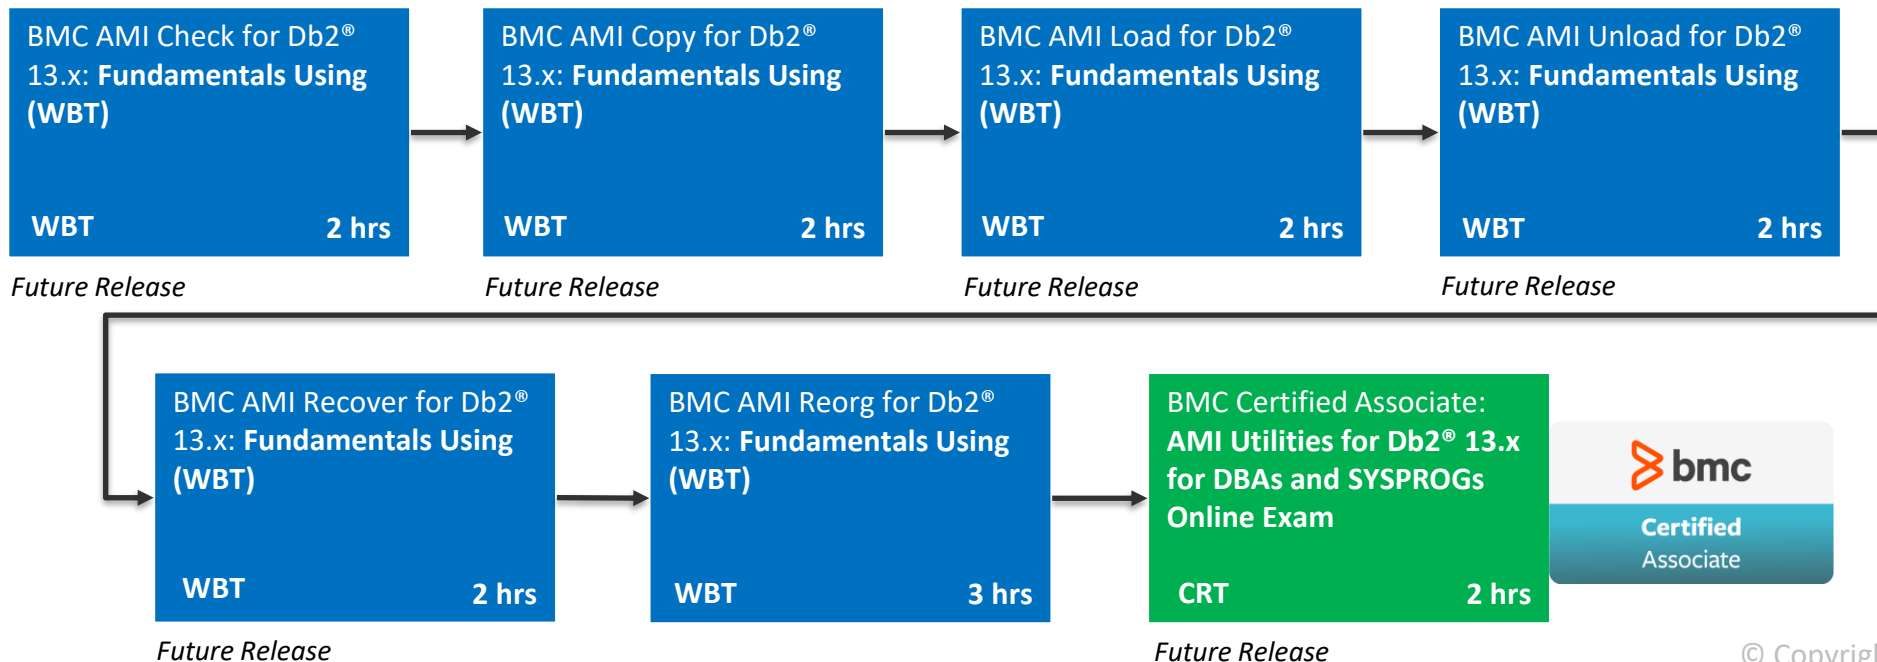 BMC AMI Check for Db2®
13.x: Fundamentals Using
(WBT)
WBT 2 hrs
Future Release
BMC AMI Copy for Db2®
13.x: Fundamentals Using
(WBT)
WBT 2 hrs
Future Release
BMC AMI Load for Db2®
13.x: Fundamentals Using
(WBT)
WBT 2 hrs
Future Release
BMC AMI Unload for Db2®
13.x: Fundamentals Using
(WBT)
WBT 2 hrs
Future Release
BMC AMI Recover for Db2®
13.x: Fundamentals Using
(WBT)
WBT 2 hrs
Future Release
BMC AMI Reorg for Db2®
13.x: Fundamentals Using
(WBT)
WBT 3 hrs
BMC Certified Associate:
AMI Utilities for Db2® 13.x
for DBAs and SYSPROGs
Online Exam
CRT 2 hrs
Future Release
bmc
Certified
Associate
©